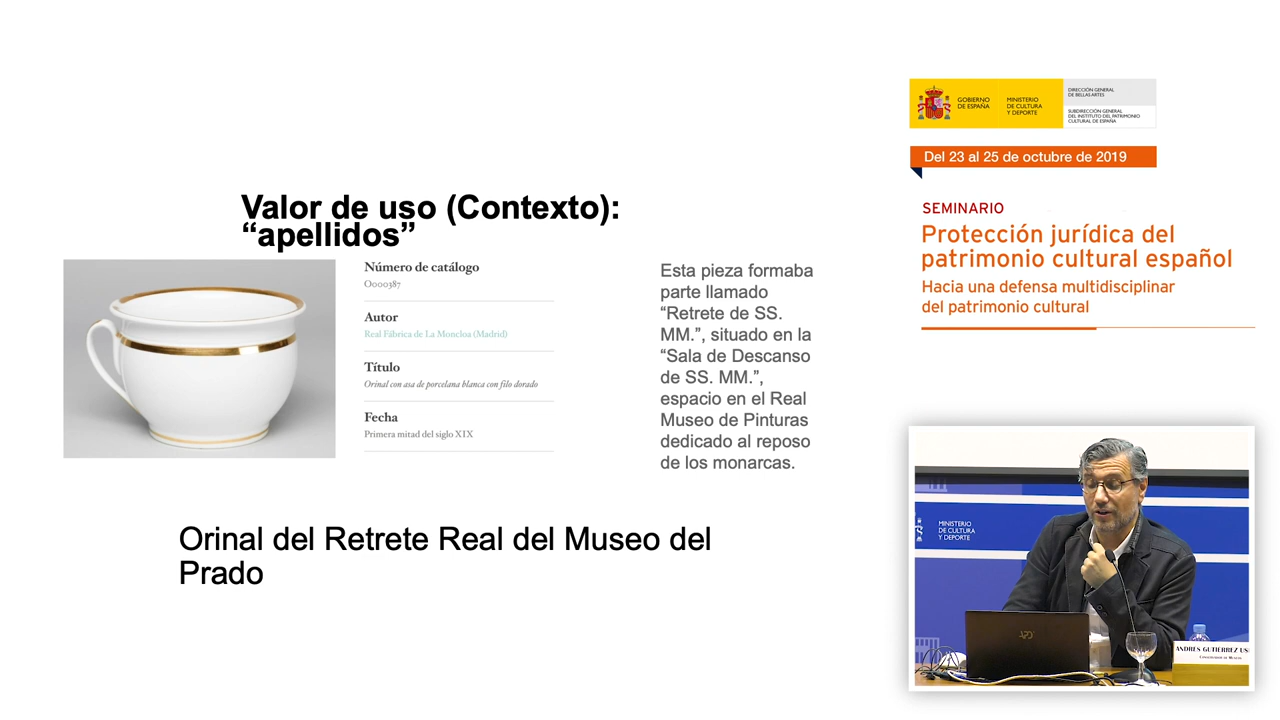 Valor de uso (Contexto):
“apellidos”
Número de catálogo
O000387
Autor
Real Fábrica de La Moncloa (Madrid)
Título
Orinal con asa de porcelana blanca con filo dorado
Fecha
Primera mitad del siglo XIX
Esta pieza formaba
parte llamado
“Retrete de SS.
MM.”, situado en la
“Sala de Descanso
de SS. MM.”,
espacio en el Real
Museo de Pinturas
dedicado al reposo
de los monarcas.
Orinal del Retrete Real del Museo del
Prado
GOBIERNO
DE ESPAÑA
MINISTERIO
DE CULTURA
Y DEPORTE
DIRECCIÓN GENERAL
DE BELLAS ARTES
SUBDIRECCIÓN GENERAL
DEL INSTITUTO DEL PATRIMONIO
CULTURAL DE ESPAÑA
Del 23 al 25 de octubre de 2019
SEMINARIO
Protección jurídica del
patrimonio cultural español
Hacia una defensa multidisciplinar
del patrimonio cultural
MINISTERIO
DE CULTURA
Y DEPORTE
ANDRÉS GUTIÉRREZ US
CONSERVADOR DE MUSEOS